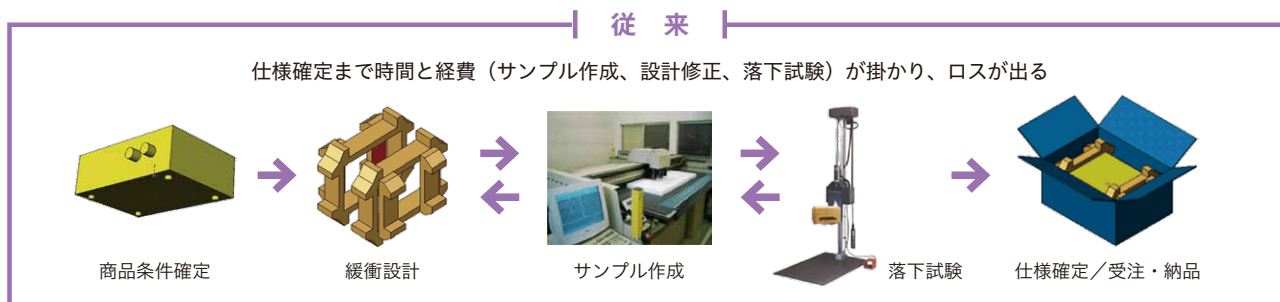 従来
仕様確定まで時間と経費（サンプル作成、設計修正、落下試験）が掛かり、ロスが出る
商品条件確定
緩衝設計
サンプル作成
落下試験
仕様確定／受注・納品